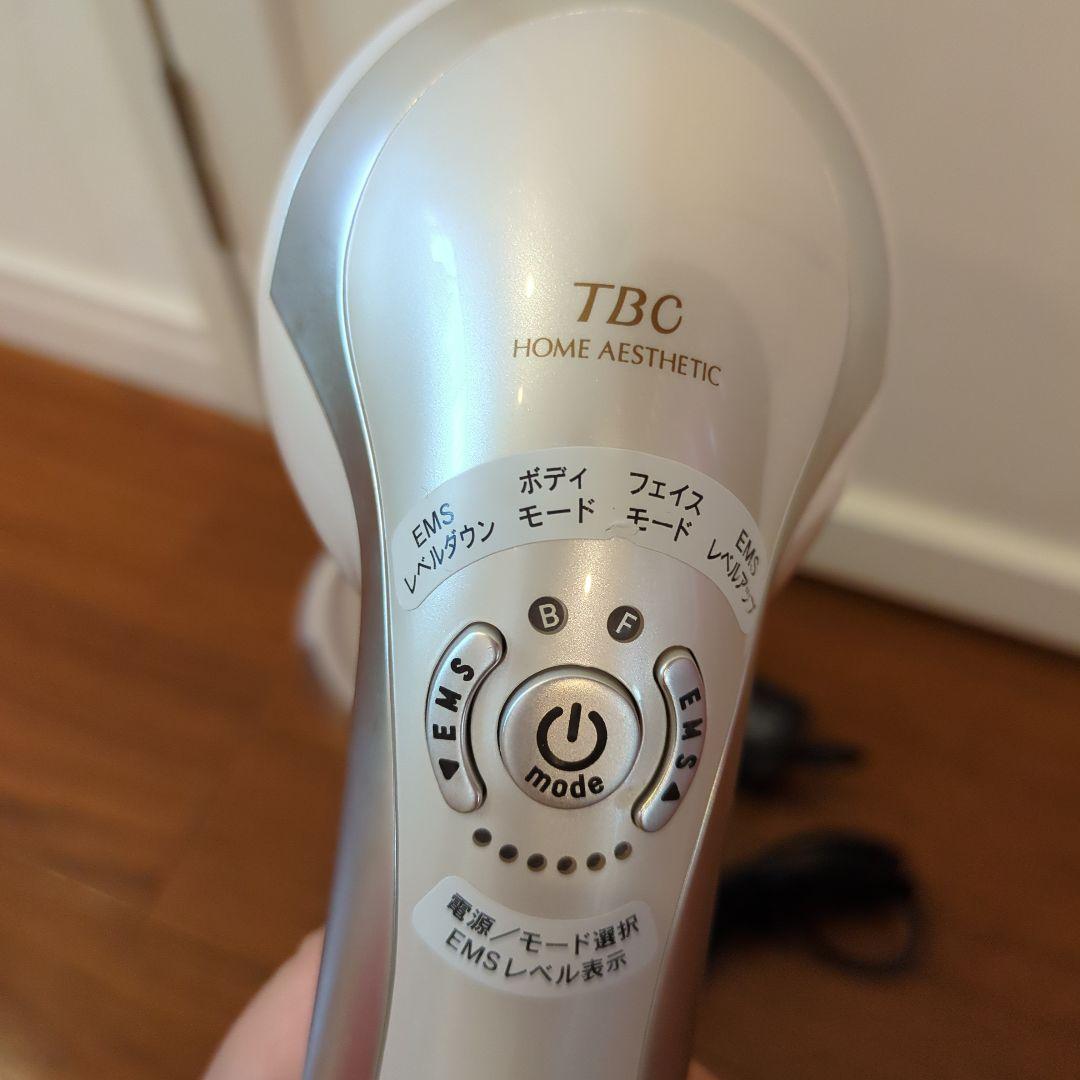 TBC
HOME AESTHETIC
EMS
レベルダウン
ボディ
モード
フェイス
モード
EMS
レベルアップ
B
F
◀EMS
mode
EMS▶
電源/モード選択
EMSレベル表示